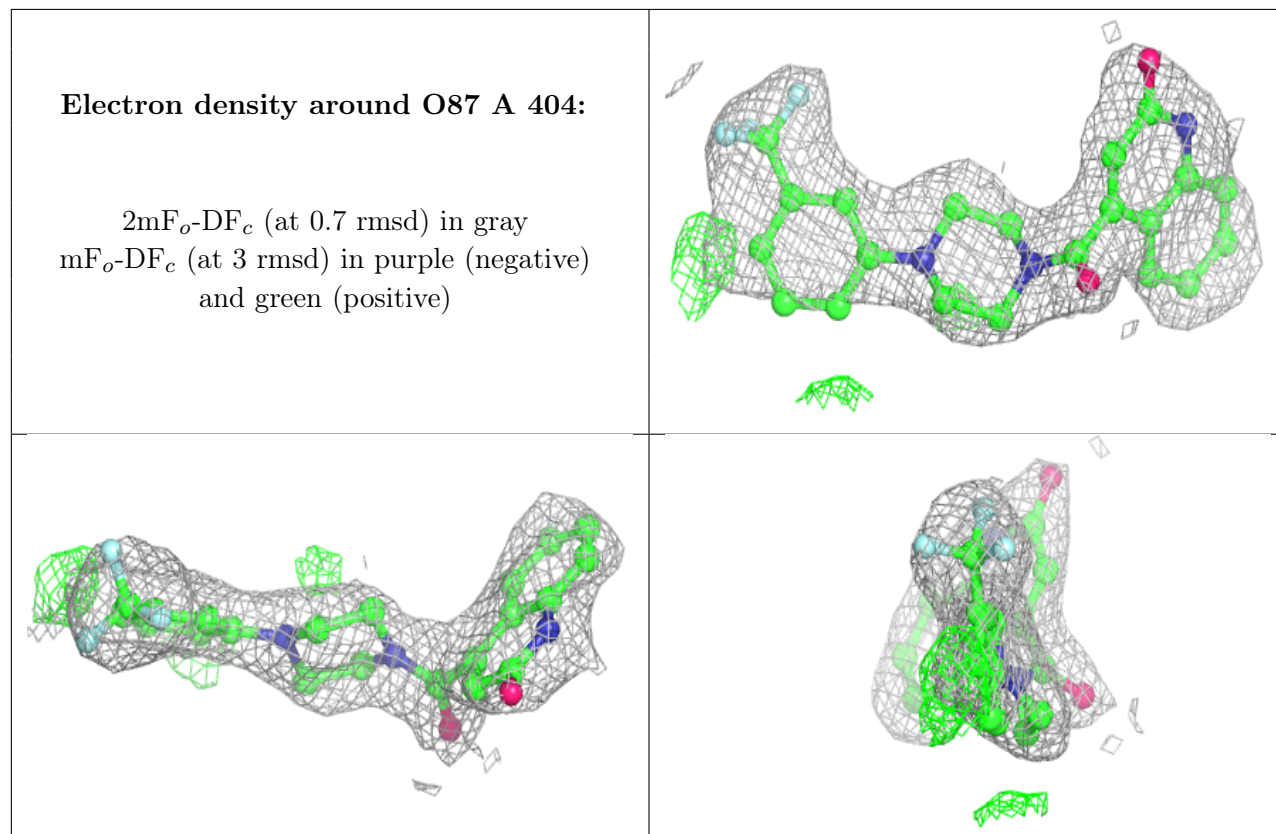 Electron density around O87 A 404:
2mFo-DFc (at 0.7 rmsd) in gray
mFo-DFc (at 3 rmsd) in purple (negative)
and green (positive)